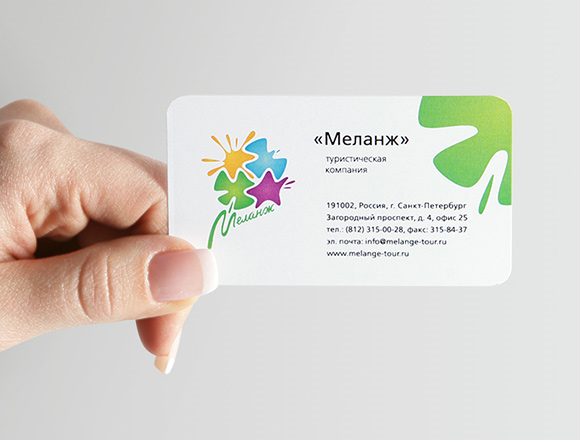 «Меланж»
туристическая
компания
Меланж
191002, Россия, г. Санкт-Петербург
Загородный проспект, д. 4, офис 25
тел.: (812) 315-00-28, факс: 315-84-37
эл. почта: info@melange-tour.ru
www.melange-tour.ru